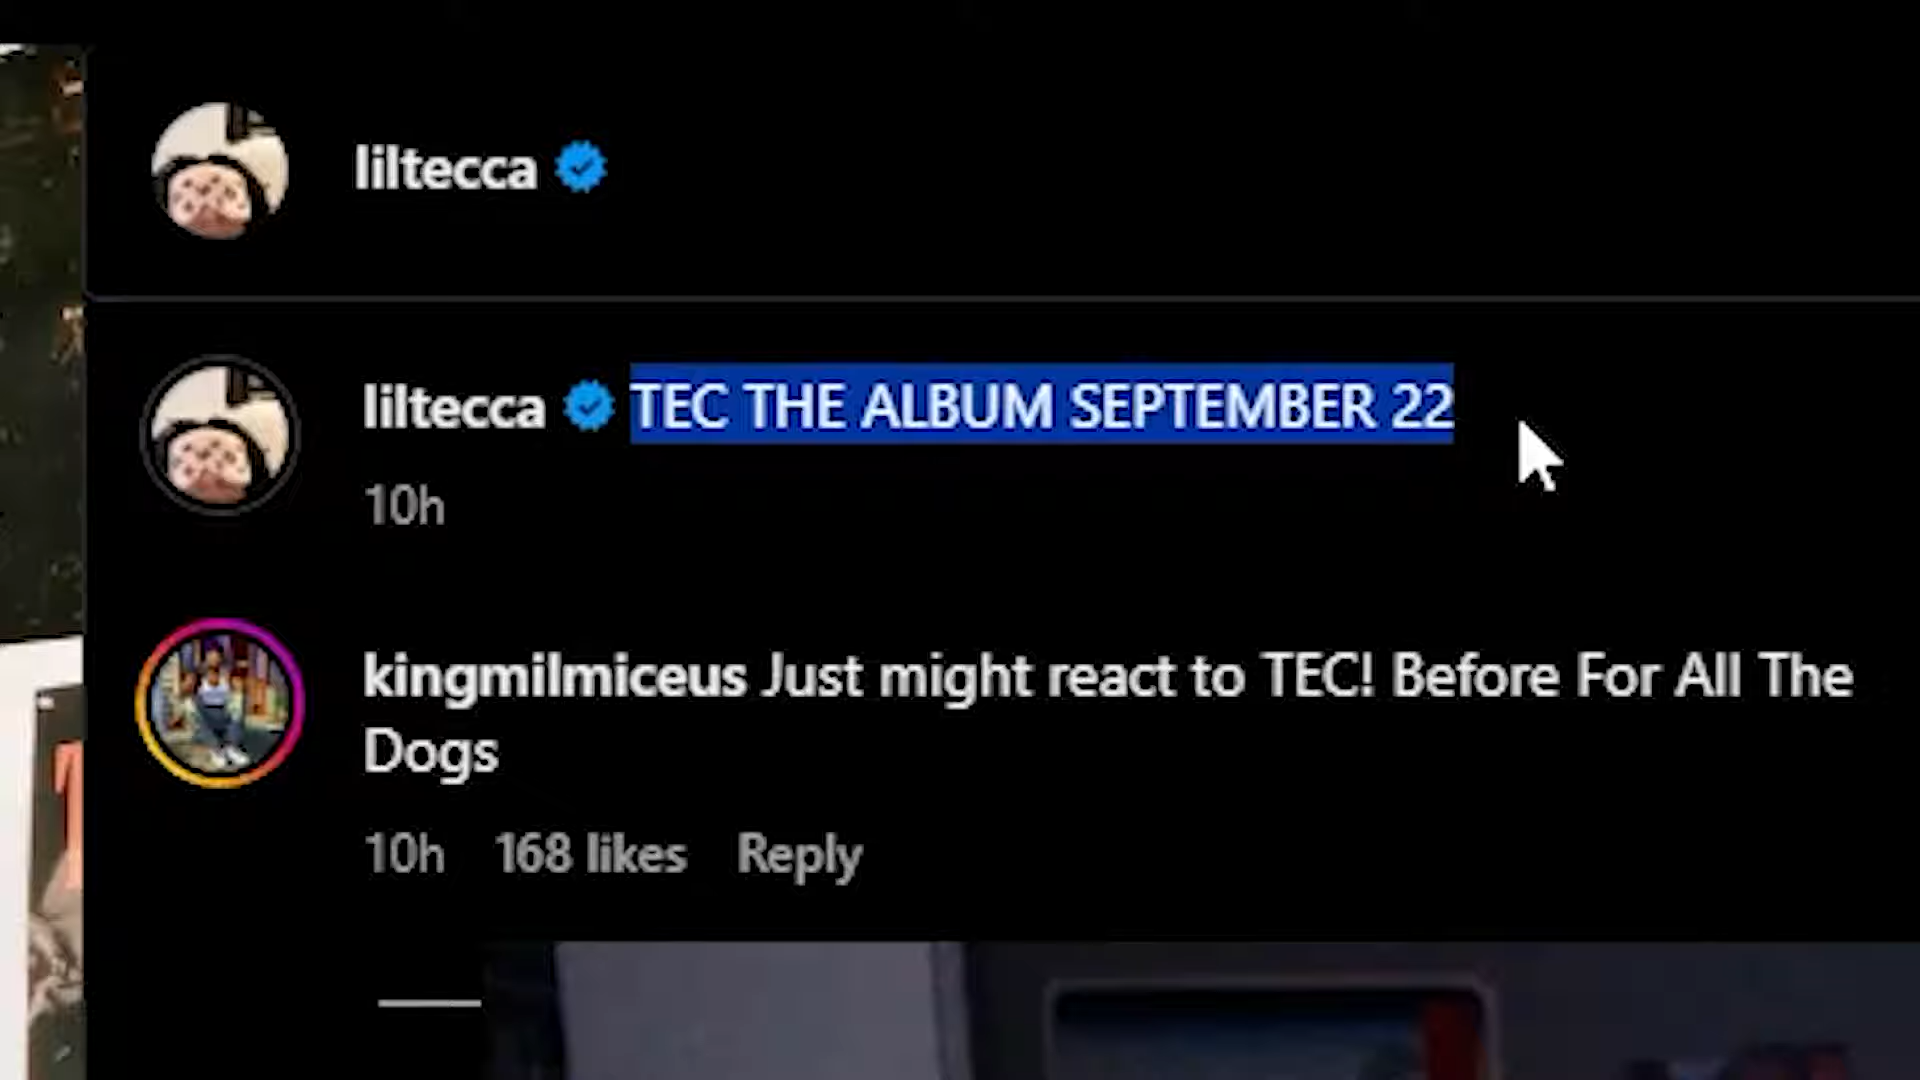 liltecca
liltecca TEC THE ALBUM SEPTEMBER 22
10h
kingmilmiceus Just might react to TEC! Before For All The
Dogs
10h 168 likes Reply